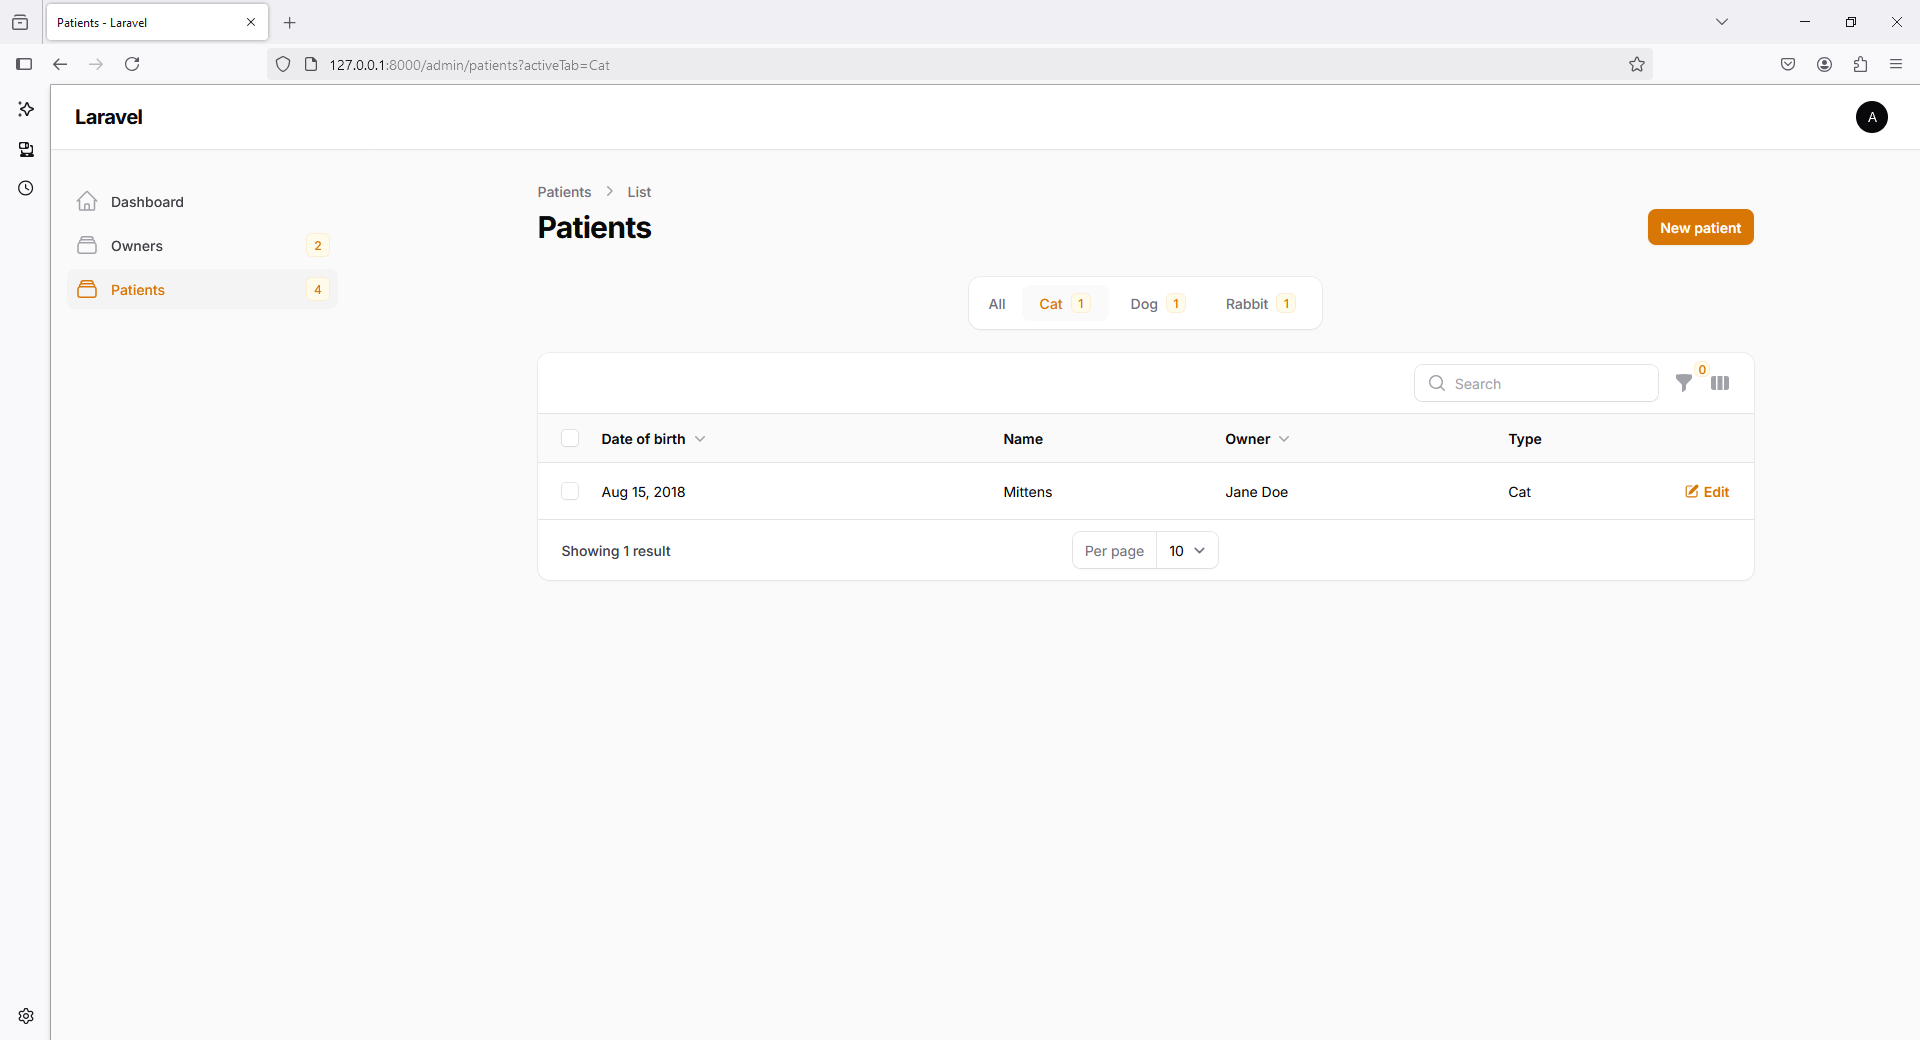 Patients - Laravel
127.0.0.1:8000/admin/patients?activeTab=Cat
Laravel
A
Dashboard
Owners 2
Patients 4
Patients List
Patients
New patient
All Cat 1 Dog 1 Rabbit 1
Search 0
Date of birth Name Owner Type
Aug 15, 2018 Mittens Jane Doe Cat Edit
Showing 1 result Per page 10